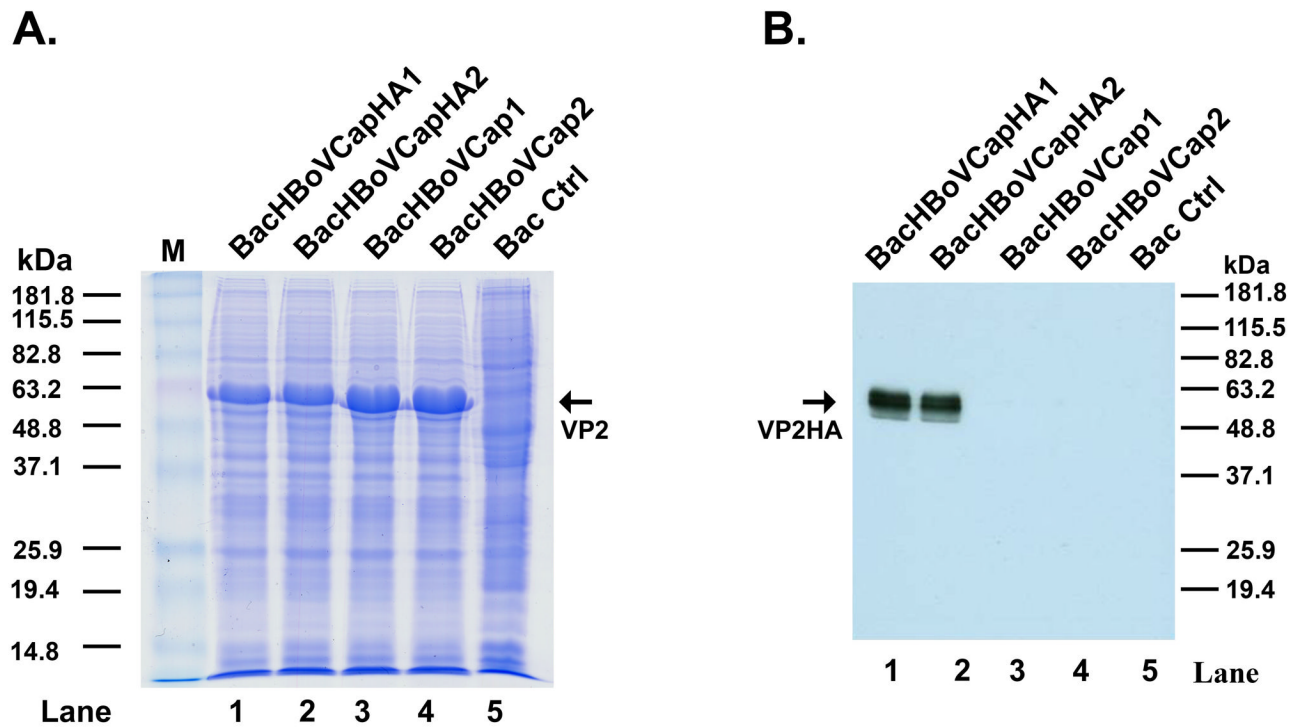 A.
BacHBoVCapHA1
BacHBoVCapHA2
BacHBoVCap1
BacHBoVCap2
Bac Ctrl
M
kDa
181.8
115.5
82.8
63.2
48.8
37.1
25.9
19.4
14.8
VP2
Lane 1 2 3 4 5
B.
BacHBoVCapHA1
BacHBoVCapHA2
BacHBoVCap1
BacHBoVCap2
Bac Ctrl
kDa
181.8
115.5
82.8
63.2
48.8
37.1
25.9
19.4
VP2HA
1 2 3 4 5 Lane